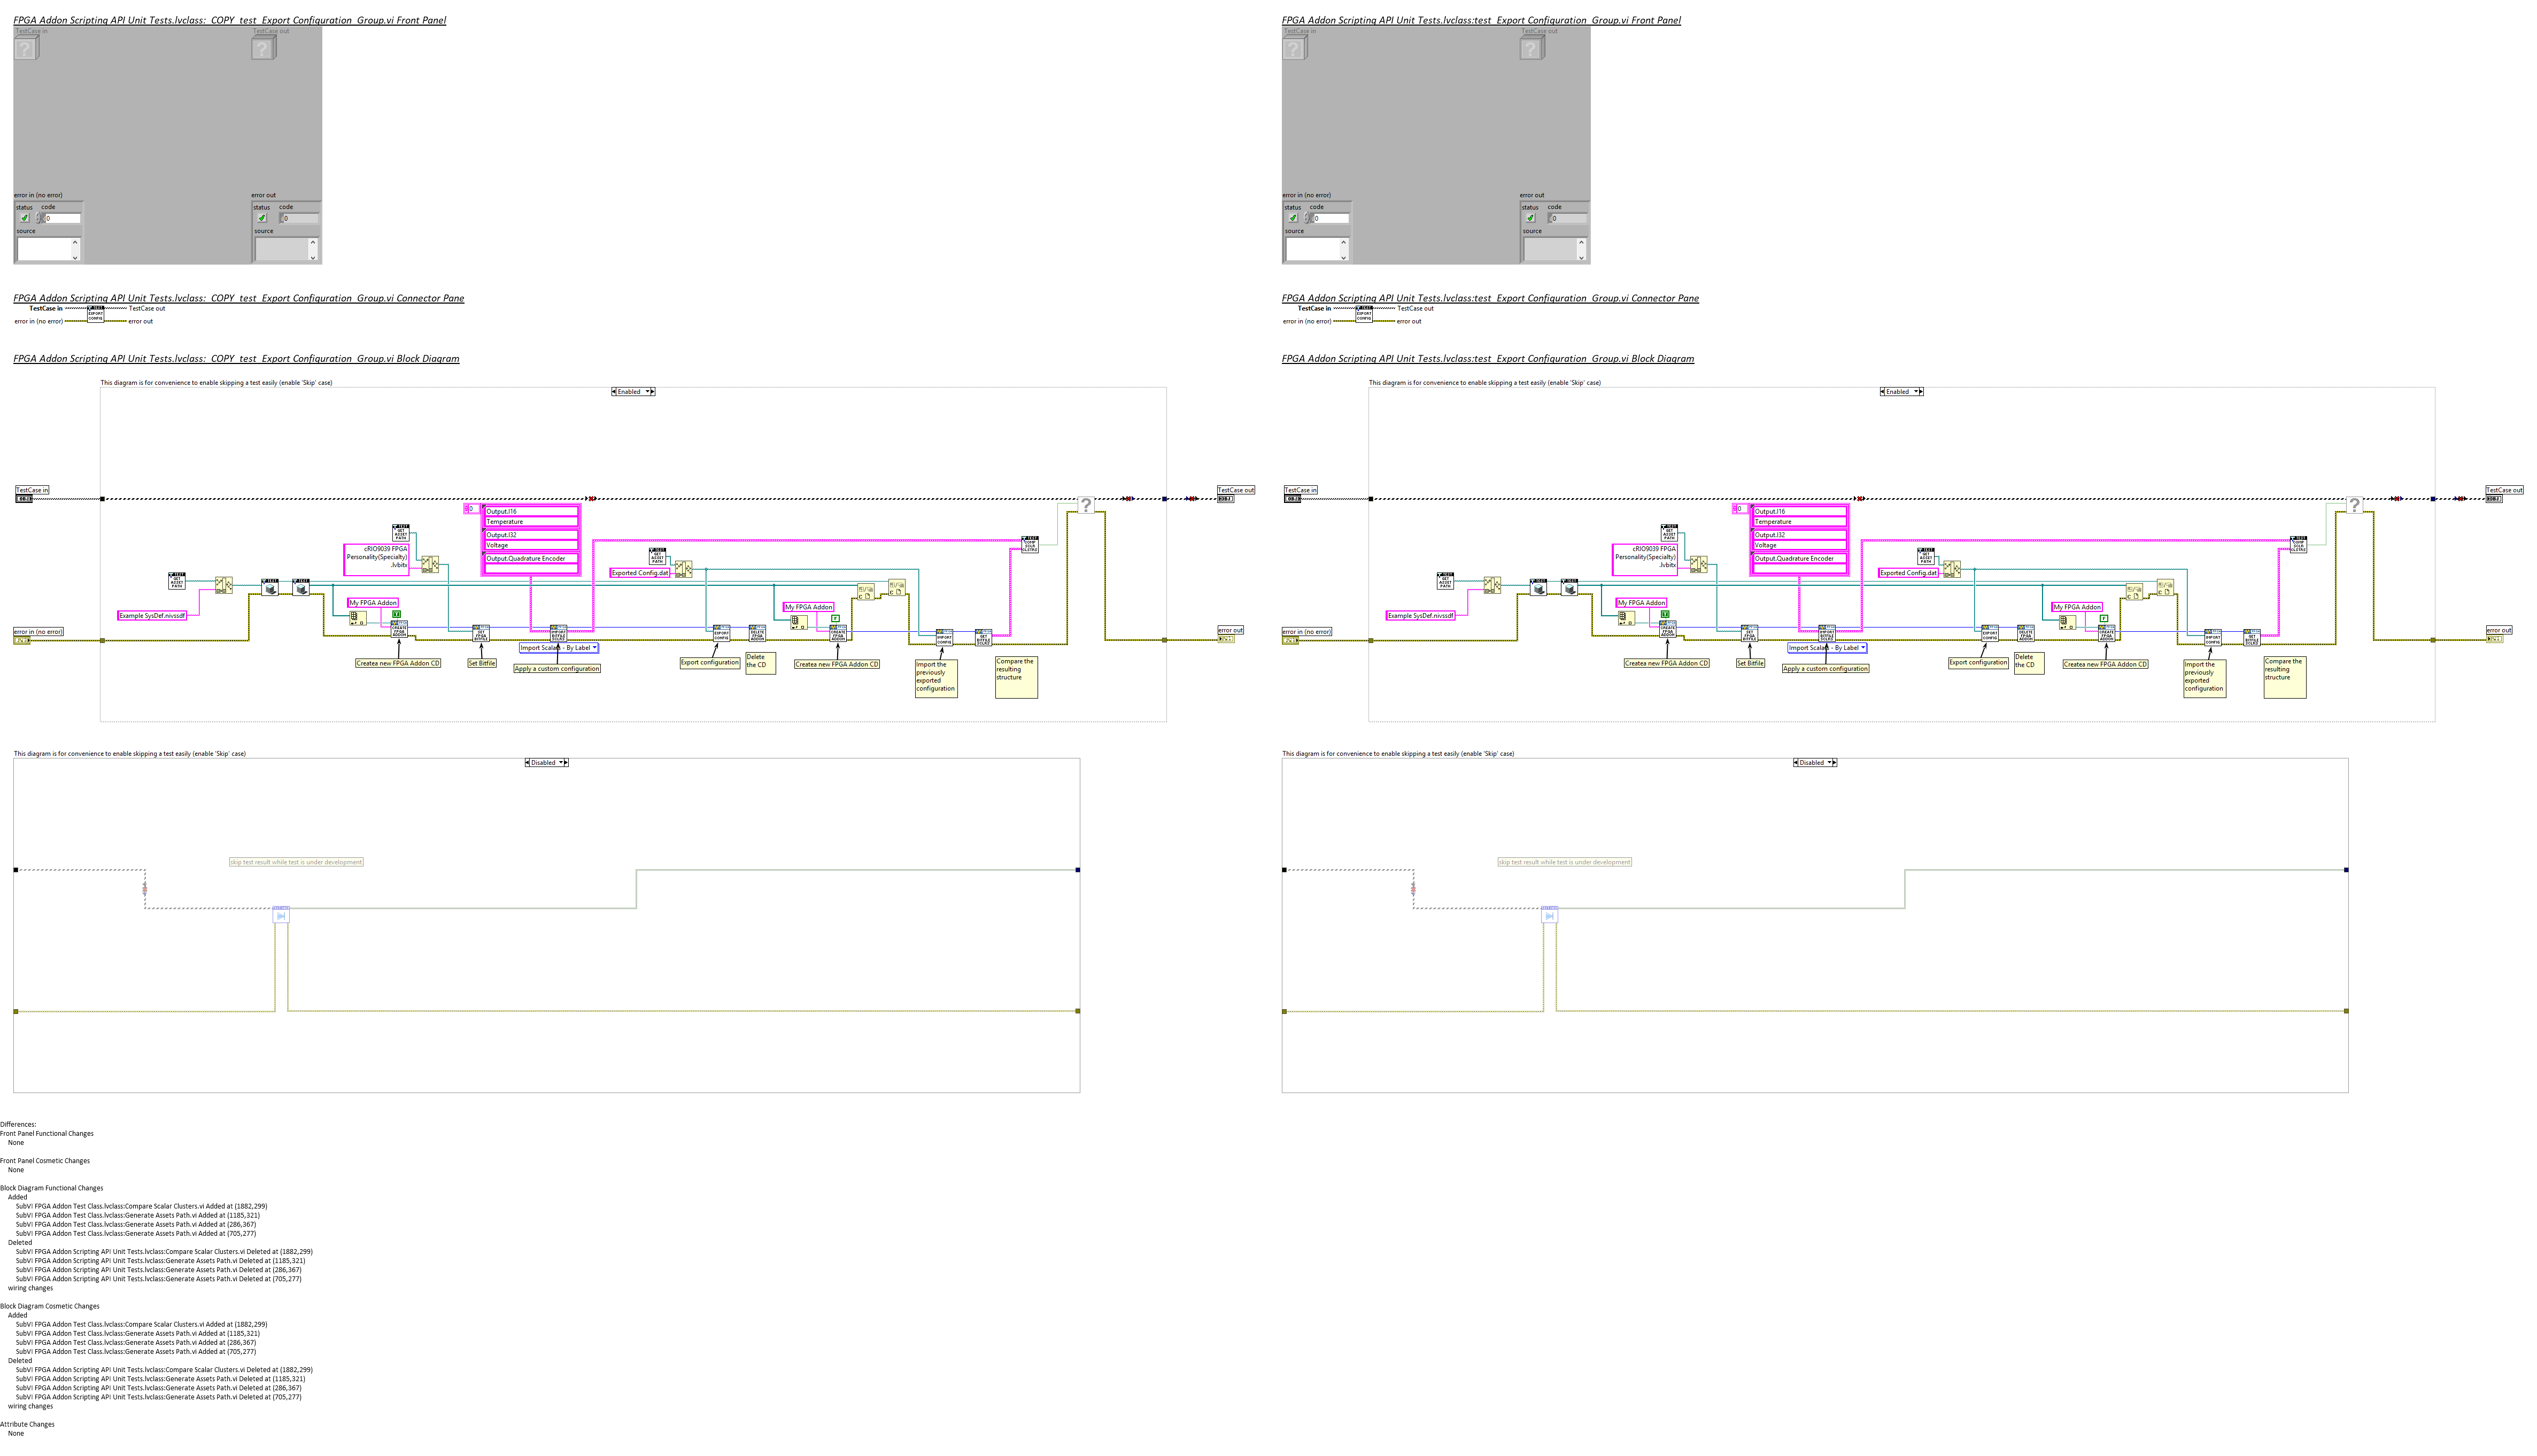 FPGA Addon Scripting API Unit Tests.lvclass:_COPY_test_Export Configuration_Group.vi Front Panel
TestCase in
TestCase out
error in (no error)
error out
status code
0
source
status code
0
source
FPGA Addon Scripting API Unit Tests.lvclass:_COPY_test_Export Configuration_Group.vi Connector Pane
TestCase in
TestCase out
error in (no error)
error out
TEST
EXPORT
CONFIG
FPGA Addon Scripting API Unit Tests.lvclass:_COPY_test_Export Configuration_Group.vi Block Diagram
This diagram is for convenience to enable skipping a test easily (enable 'Skip' case)
Enabled
TestCase in
TestCase out
0
Output.I16
Temperature
Output.I32
Voltage
Output.Quadrature Encoder
cRIO9039 FPGA
Personality(Specialty)
.lvbitx
Exported Config.dat
Example SysDef.nivssdf
My FPGA Addon
My FPGA Addon
error in (no error)
error out
Import Scalars - By Label
Createa new FPGA Addon CD
Set Bitfile
Apply a custom configuration
Export configuration
Delete
the CD
Createa new FPGA Addon CD
Import the
previously
exported
configuration
Compare the
resulting
structure
This diagram is for convenience to enable skipping a test easily (enable 'Skip' case)
Disabled
skip test result while test is under development
FPGA Addon Scripting API Unit Tests.lvclass:test_Export Configuration_Group.vi Front Panel
TestCase in
TestCase out
error in (no error)
error out
status code
0
source
status code
0
source
FPGA Addon Scripting API Unit Tests.lvclass:test_Export Configuration_Group.vi Connector Pane
TestCase in
TestCase out
error in (no error)
error out
TEST
EXPORT
CONFIG
FPGA Addon Scripting API Unit Tests.lvclass:test_Export Configuration_Group.vi Block Diagram
This diagram is for convenience to enable skipping a test easily (enable 'Skip' case)
Enabled
TestCase in
TestCase out
0
Output.I16
Temperature
Output.I32
Voltage
Output.Quadrature Encoder
cRIO9039 FPGA
Personality(Specialty)
.lvbitx
Exported Config.dat
Example SysDef.nivssdf
My FPGA Addon
My FPGA Addon
error in (no error)
error out
Import Scalars - By Label
Createa new FPGA Addon CD
Set Bitfile
Apply a custom configuration
Export configuration
Delete
the CD
Createa new FPGA Addon CD
Import the
previously
exported
configuration
Compare the
resulting
structure
This diagram is for convenience to enable skipping a test easily (enable 'Skip' case)
Disabled
skip test result while test is under development
Differences:
Front Panel Functional Changes
None
Front Panel Cosmetic Changes
None
Block Diagram Functional Changes
Added
SubVI FPGA Addon Test Class.lvclass:Compare Scalar Clusters.vi Added at (1882,299)
SubVI FPGA Addon Test Class.lvclass:Generate Assets Path.vi Added at (1185,321)
SubVI FPGA Addon Test Class.lvclass:Generate Assets Path.vi Added at (286,367)
SubVI FPGA Addon Test Class.lvclass:Generate Assets Path.vi Added at (705,277)
Deleted
SubVI FPGA Addon Scripting API Unit Tests.lvclass:Compare Scalar Clusters.vi Deleted at (1882,299)
SubVI FPGA Addon Scripting API Unit Tests.lvclass:Generate Assets Path.vi Deleted at (1185,321)
SubVI FPGA Addon Scripting API Unit Tests.lvclass:Generate Assets Path.vi Deleted at (286,367)
SubVI FPGA Addon Scripting API Unit Tests.lvclass:Generate Assets Path.vi Deleted at (705,277)
wiring changes
Block Diagram Cosmetic Changes
Added
SubVI FPGA Addon Test Class.lvclass:Compare Scalar Clusters.vi Added at (1882,299)
SubVI FPGA Addon Test Class.lvclass:Generate Assets Path.vi Added at (1185,321)
SubVI FPGA Addon Test Class.lvclass:Generate Assets Path.vi Added at (286,367)
SubVI FPGA Addon Test Class.lvclass:Generate Assets Path.vi Added at (705,277)
Deleted
SubVI FPGA Addon Scripting API Unit Tests.lvclass:Compare Scalar Clusters.vi Deleted at (1882,299)
SubVI FPGA Addon Scripting API Unit Tests.lvclass:Generate Assets Path.vi Deleted at (1185,321)
SubVI FPGA Addon Scripting API Unit Tests.lvclass:Generate Assets Path.vi Deleted at (286,367)
SubVI FPGA Addon Scripting API Unit Tests.lvclass:Generate Assets Path.vi Deleted at (705,277)
wiring changes
Attribute Changes
None